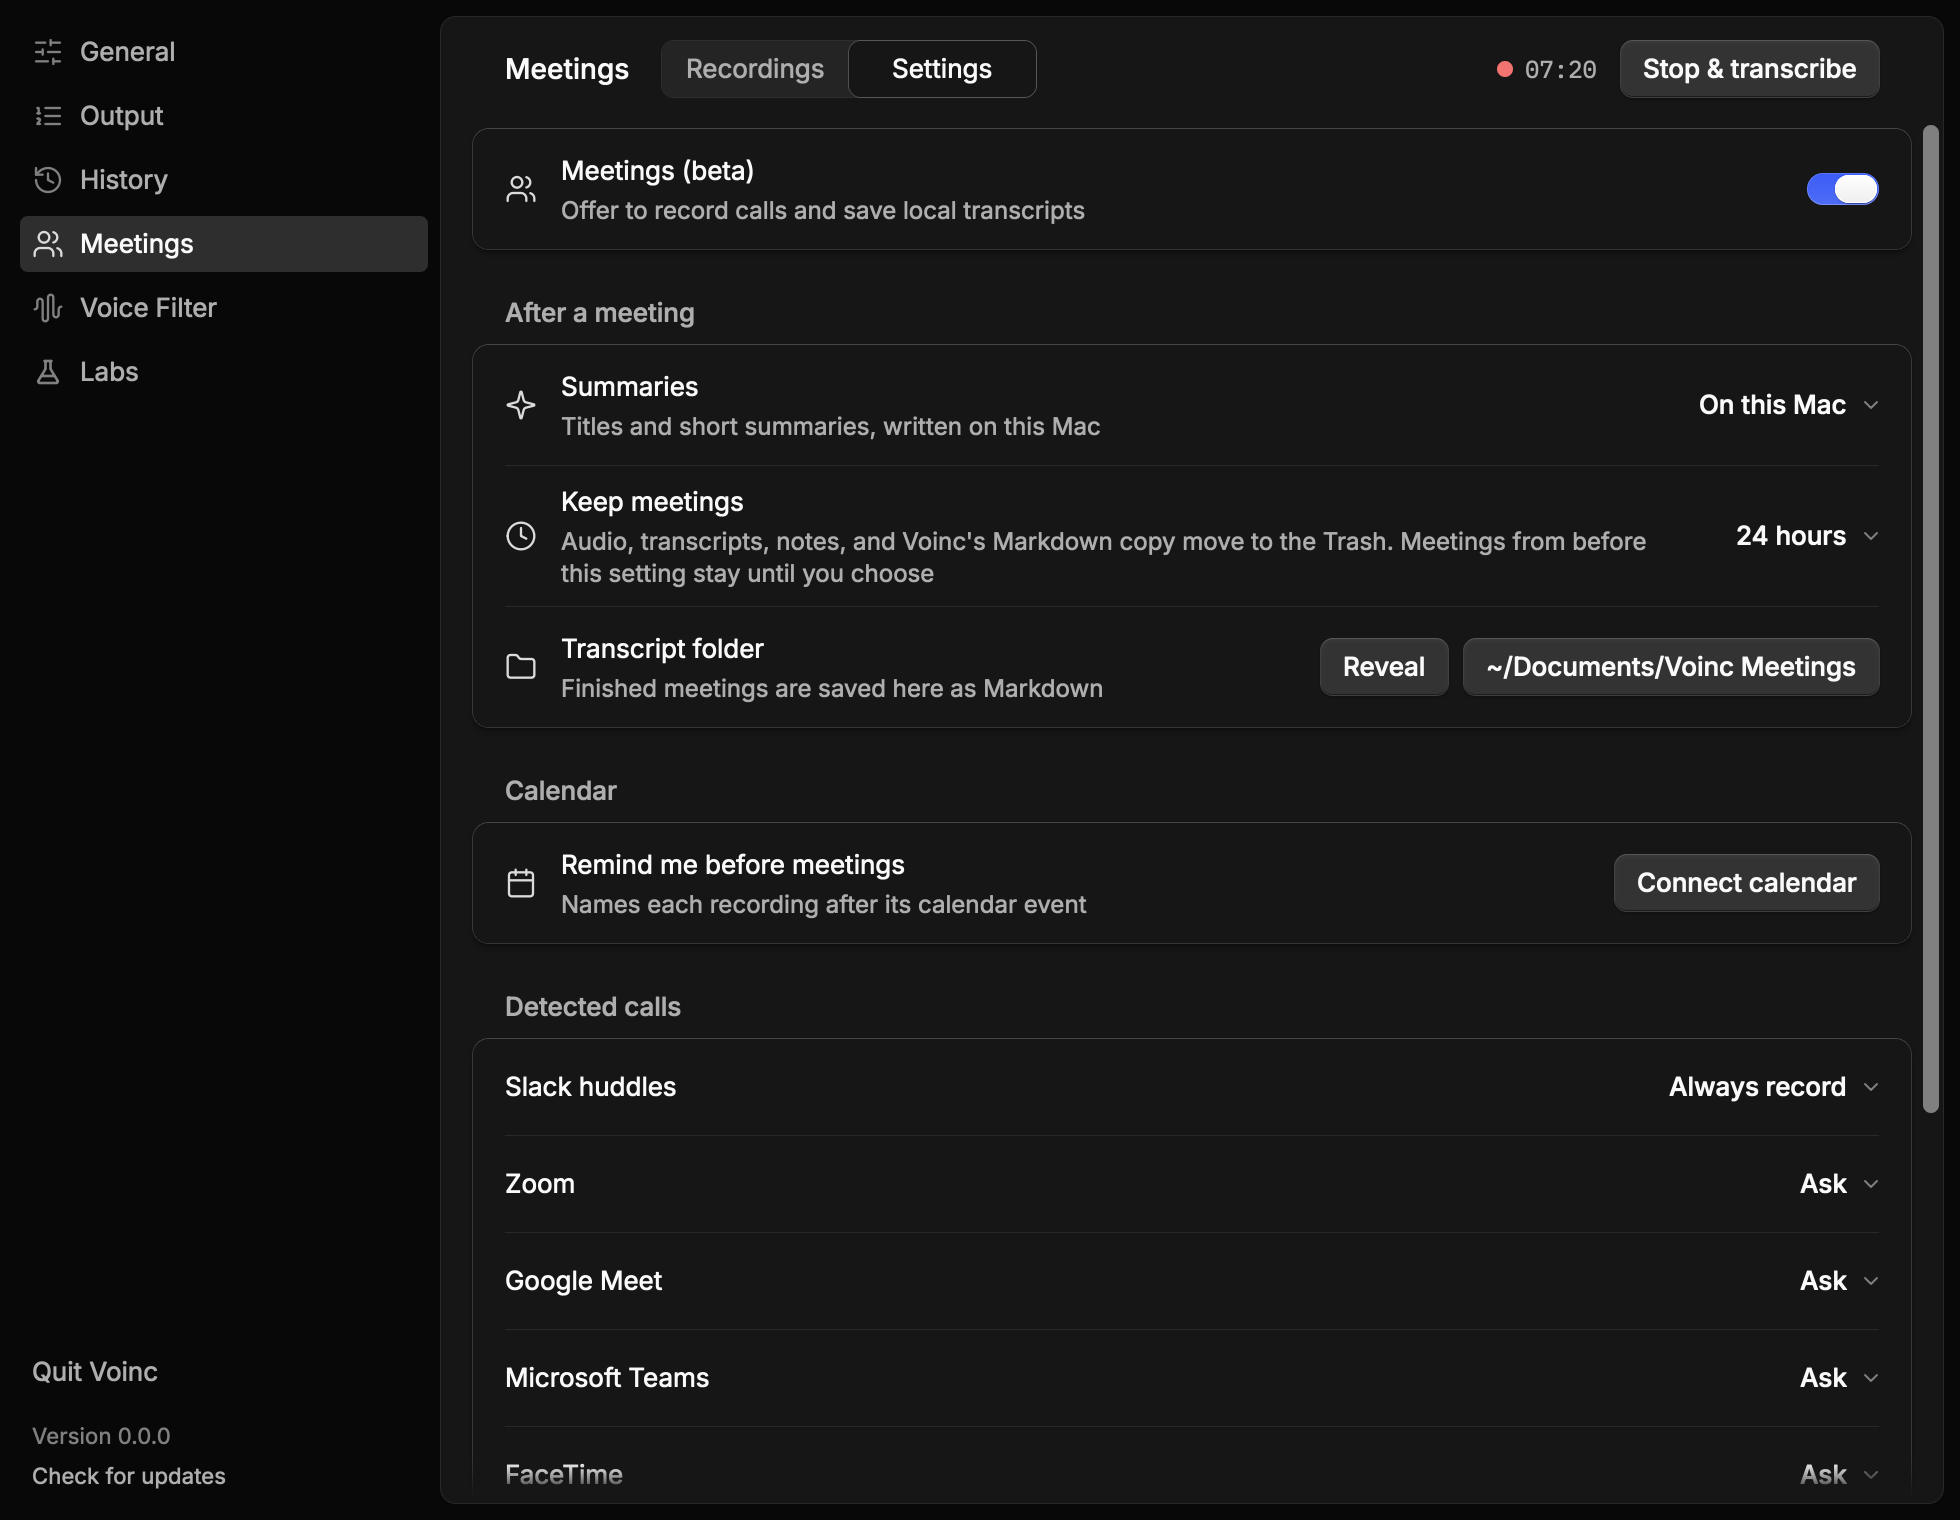 General
Output
History
Meetings
Voice Filter
Labs
Quit Voinc
Version 0.0.0
Check for updates
Meetings
Recordings
Settings
07:20
Stop & transcribe
Meetings (beta)
Offer to record calls and save local transcripts
After a meeting
Summaries
Titles and short summaries, written on this Mac
On this Mac
Keep meetings
Audio, transcripts, notes, and Voinc's Markdown copy move to the Trash. Meetings from before
this setting stay until you choose
24 hours
Transcript folder
Finished meetings are saved here as Markdown
Reveal
~/Documents/Voinc Meetings
Calendar
Remind me before meetings
Names each recording after its calendar event
Connect calendar
Detected calls
Slack huddles
Always record
Zoom
Ask
Google Meet
Ask
Microsoft Teams
Ask
FaceTime
Ask